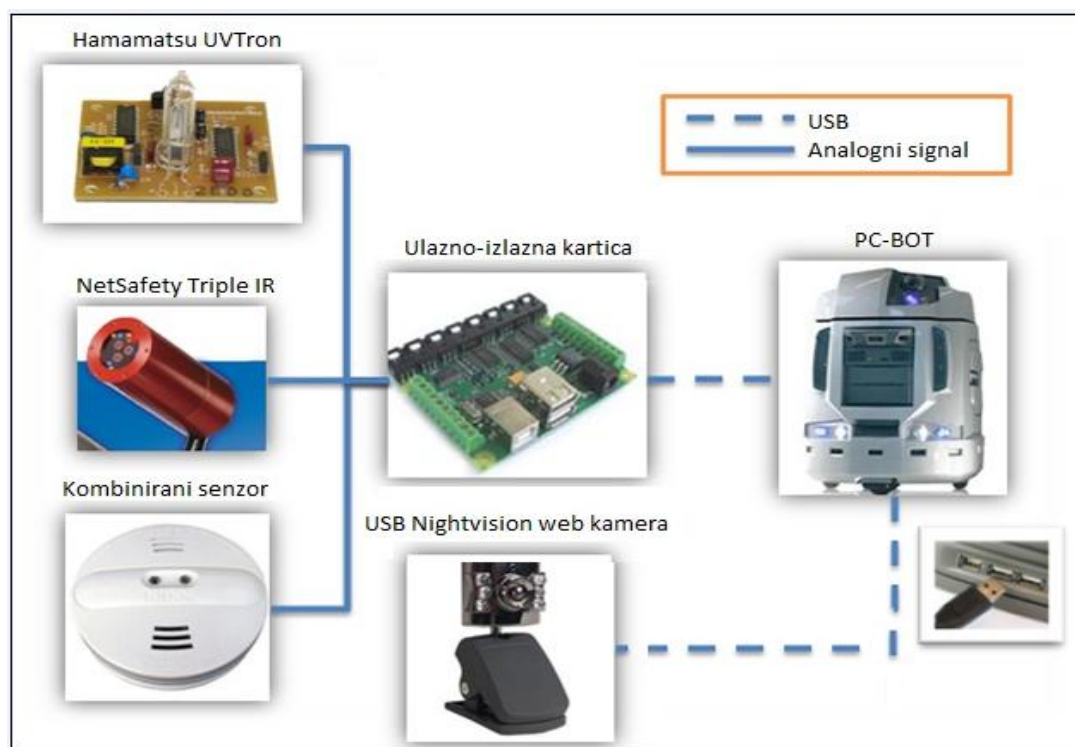 Hamamatsu UVTron
USB
Analogni signal
Ulazno-izlazna kartica
PC-BOT
NetSafety Triple IR
Kombinirani senzor
USB Nightvision web kamera